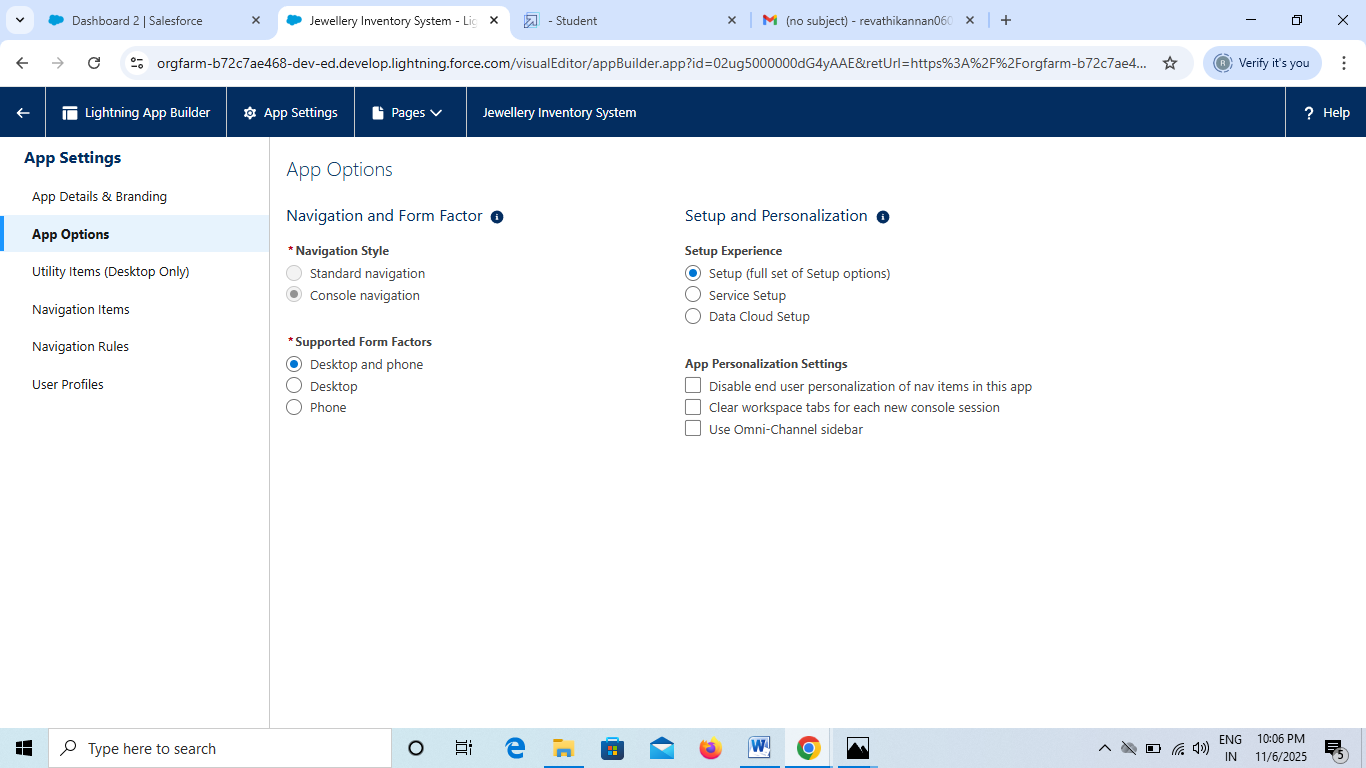 Dashboard 2 | Salesforce
Jewellery Inventory System - Lig
- Student
(no subject) - revathikannan060
orgfarm-b72c7ae468-dev-ed.develop.lightning.force.com/visualEditor/appBuilder.app?id=02ug5000000dG4yAAE&retUrl=https%3A%2F%2Forgfarm-b72c7ae4...
R
Verify it's you
Lightning App Builder
App Settings
Pages
Jewellery Inventory System
? Help
App Settings
App Details & Branding
App Options
Utility Items (Desktop Only)
Navigation Items
Navigation Rules
User Profiles
App Options
Navigation and Form Factor
*Navigation Style
Standard navigation
Console navigation
*Supported Form Factors
Desktop and phone
Desktop
Phone
Setup and Personalization
Setup Experience
Setup (full set of Setup options)
Service Setup
Data Cloud Setup
App Personalization Settings
Disable end user personalization of nav items in this app
Clear workspace tabs for each new console session
Use Omni-Channel sidebar
Type here to search
ENG
IN
10:06 PM
11/6/2025
5